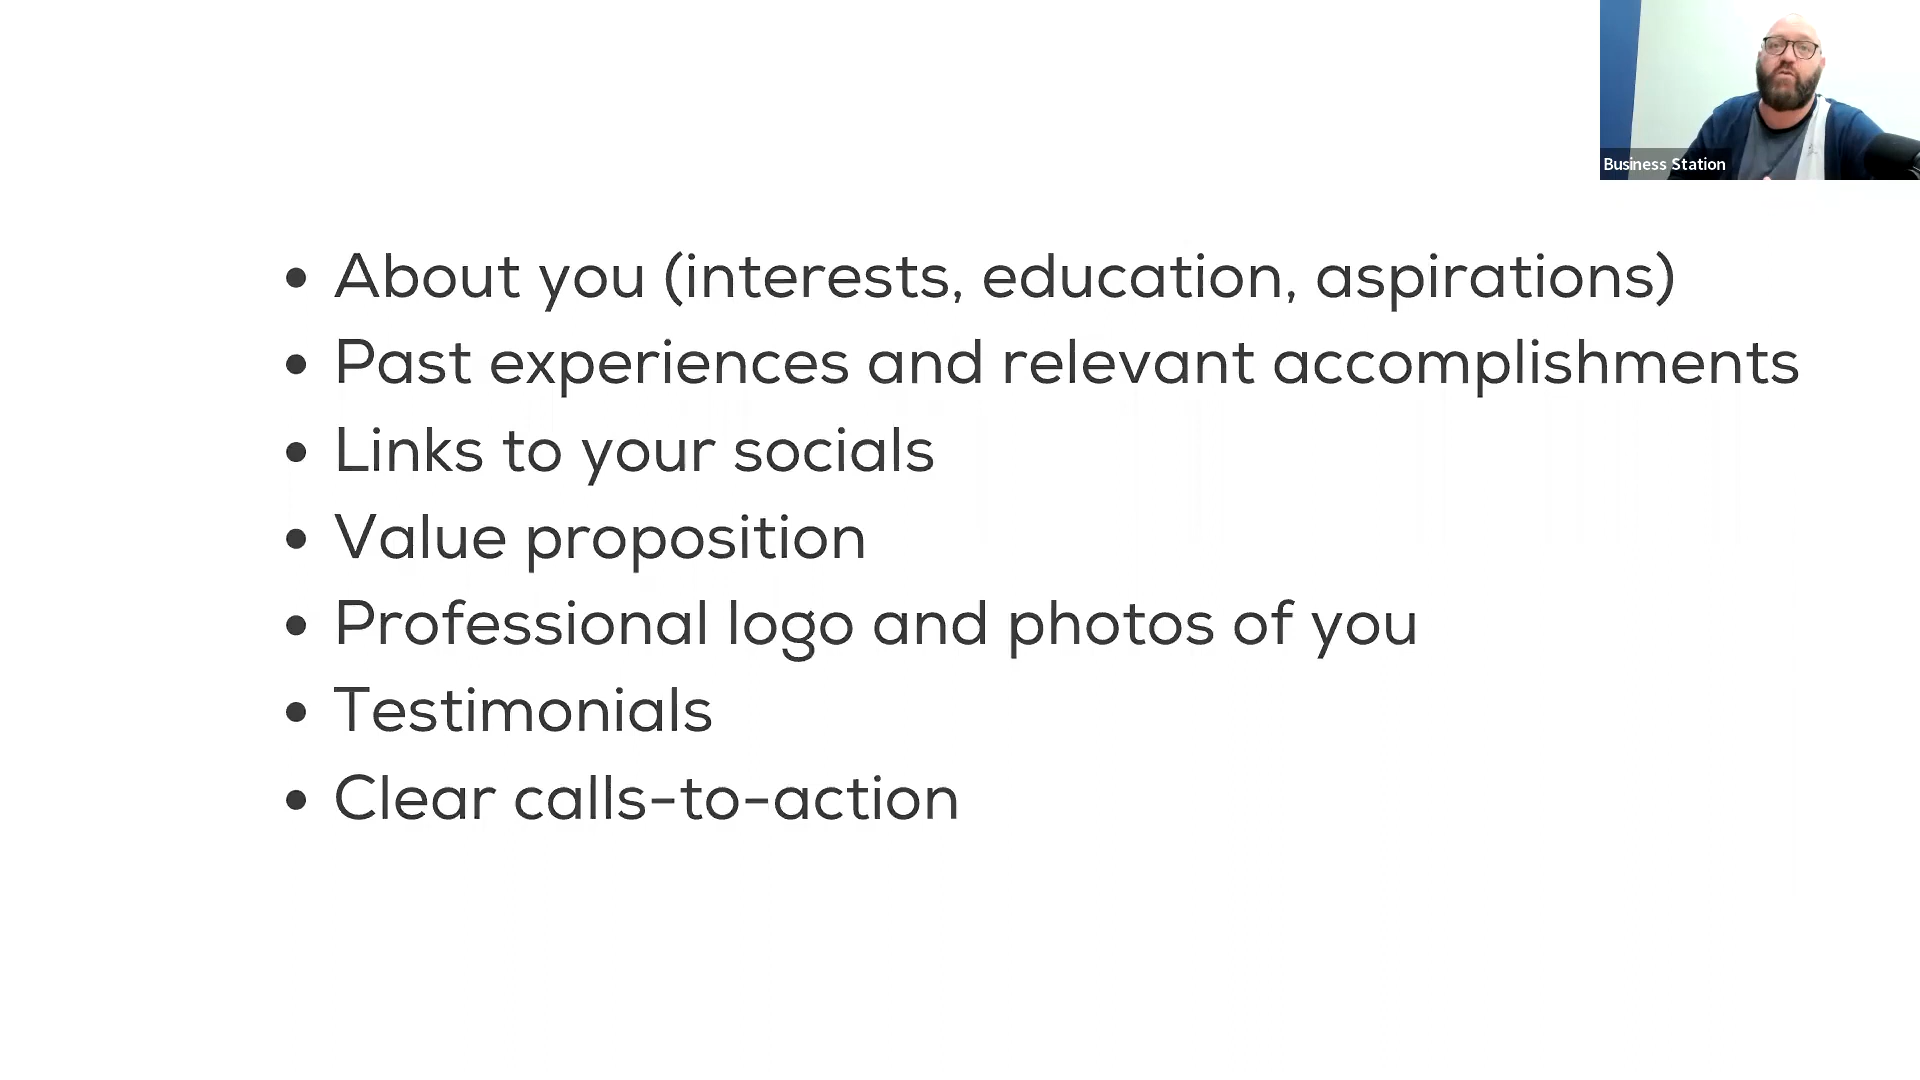 Business Station
• About you (interests, education, aspirations)
• Past experiences and relevant accomplishments
• Links to your socials
• Value proposition
• Professional logo and photos of you
• Testimonials
• Clear calls-to-action